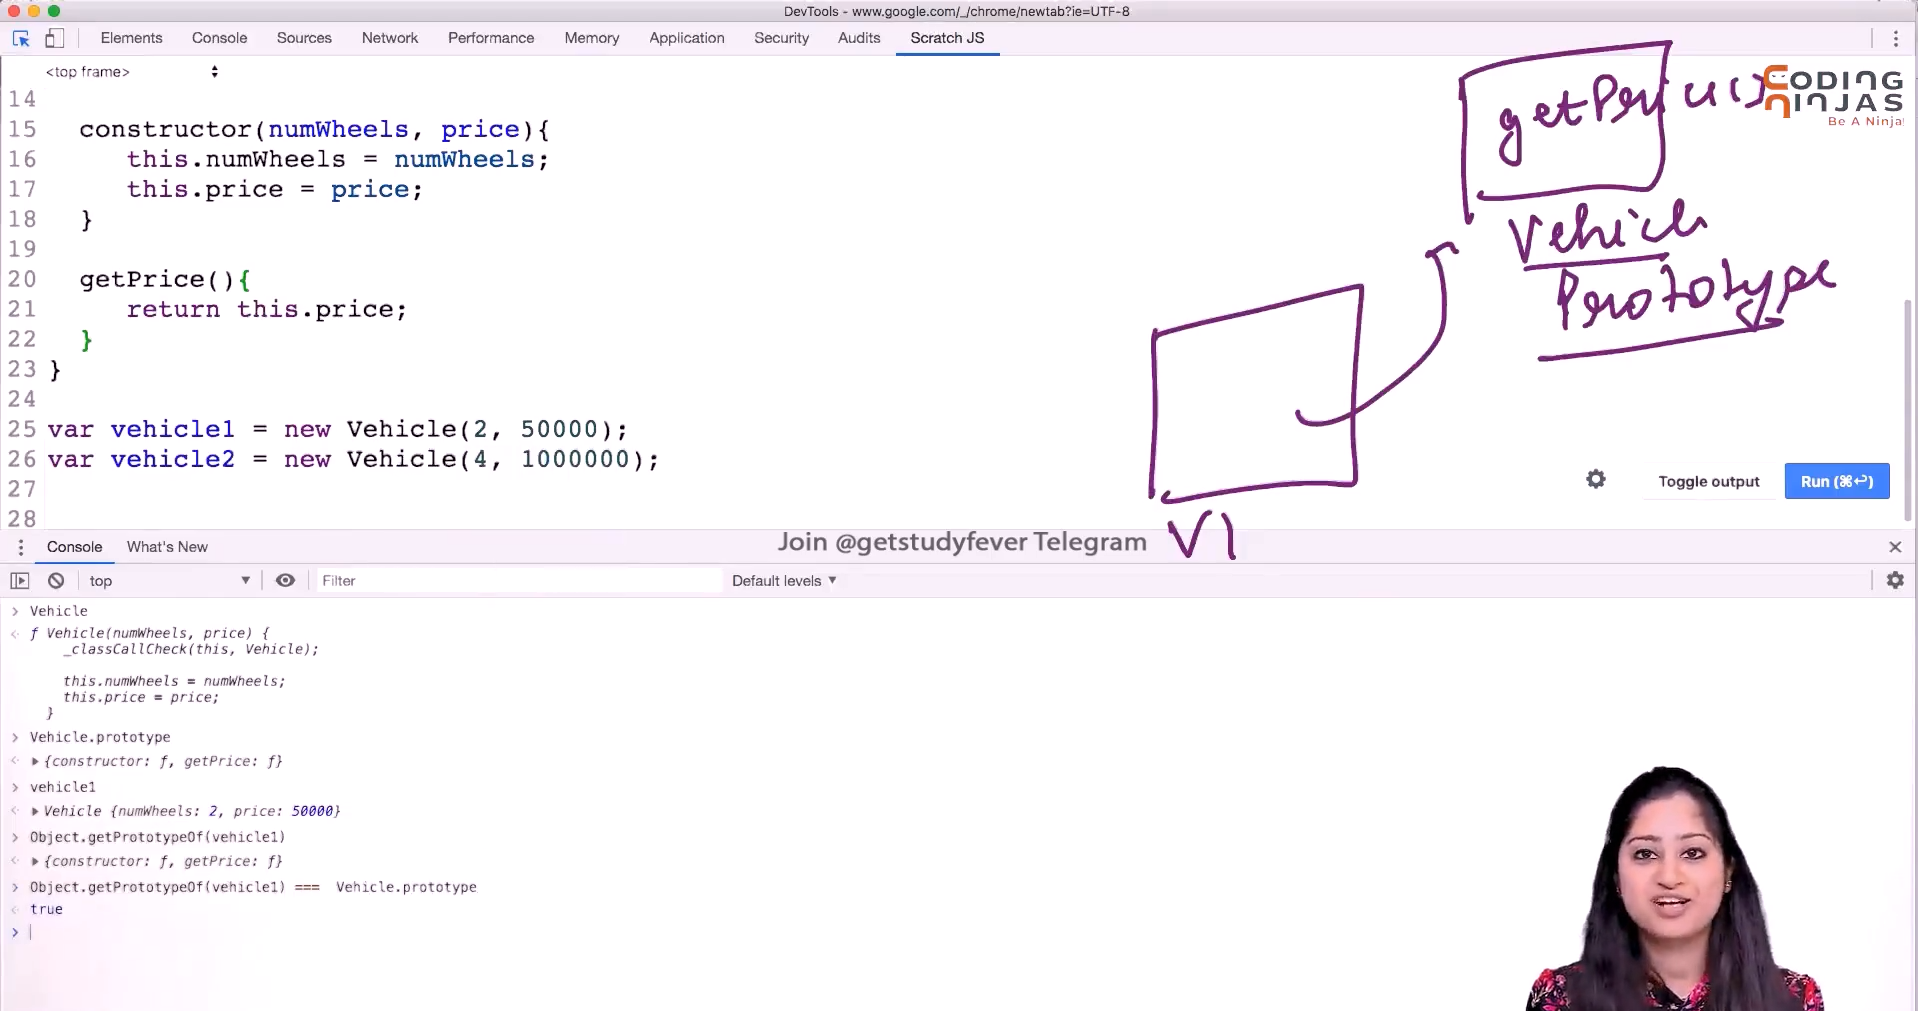 DevTools - www.google.com/_/chrome/newtab?ie=UTF-8
Elements Console Sources Network Performance Memory Application Security Audits Scratch JS
<top frame>
14
15 constructor(numWheels, price){
16 this.numWheels = numWheels;
17 this.price = price;
18 }
19
20 getPrice(){
21 return this.price;
22 }
23 }
24
25 var vehicle1 = new Vehicle(2, 50000);
26 var vehicle2 = new Vehicle(4, 1000000);
27
28
getPrice()
CODING
NINJAS
Be A Ninja
Vehicle
Prototype
V1
Toggle output Run (⌘↩)
Join @getstudyfever Telegram
Console What's New
top Filter Default levels
> Vehicle
f Vehicle(numWheels, price) {
_classCallCheck(this, Vehicle);
this.numWheels = numWheels;
this.price = price;
}
> Vehicle.prototype
{constructor: f, getPrice: f}
> vehicle1
Vehicle {numWheels: 2, price: 50000}
> Object.getPrototypeOf(vehicle1)
{constructor: f, getPrice: f}
> Object.getPrototypeOf(vehicle1) === Vehicle.prototype
true
>